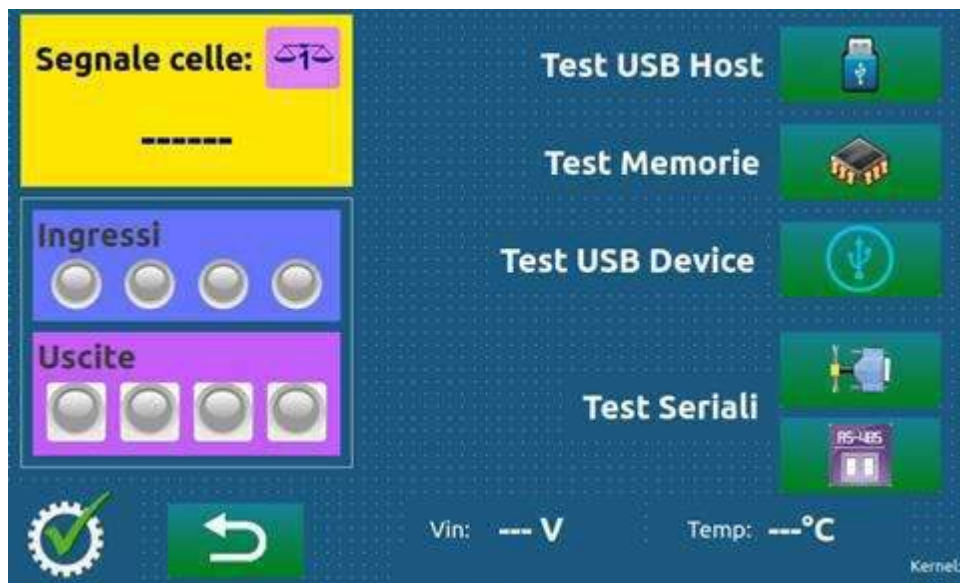 Segnale celle:
1
------
Ingressi
Uscite
Test USB Host
Test Memorie
Test USB Device
Test Seriali
RS-485
Vin: --- V
Temp: ---°C
Kernel: